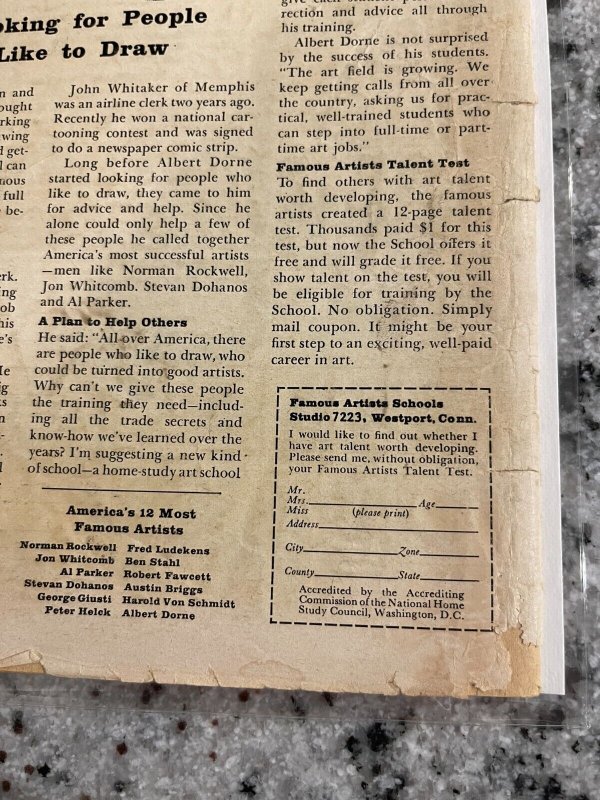 oking for People
Like to Draw
n and
ought
rking
wing
d get-
l can
mous
full
be-
erk.
ing
ob
his
e's
He
ig
ts
n
-
.
l
John Whitaker of Memphis
was an airline clerk two years ago.
Recently he won a national car-
tooning contest and was signed
to do a newspaper comic strip.
Long before Albert Dorne
started looking for people who
like to draw, they came to him
for advice and help. Since he
alone could only help a few of
these people he called together
America's most successful artists
—men like Norman Rockwell,
Jon Whitcomb. Stevan Dohanos
and Al Parker.
A Plan to Help Others
He said: "All over America, there
are people who like to draw, who
could be turned into good artists.
Why can't we give these people
the training they need—includ-
ing all the trade secrets and
know-how we've learned over the
years? I'm suggesting a new kind
of school—a home-study art school
America's 12 Most
Famous Artists
Norman Rockwell Fred Ludekens
Jon Whitcomb Ben Stahl
Al Parker Robert Fawcett
Stevan Dohanos Austin Briggs
George Giusti Harold Von Schmidt
Peter Helck Albert Dorne
rection and advice all through
his training.
Albert Dorne is not surprised
by the success of his students.
"The art field is growing. We
keep getting calls from all over
the country, asking us for prac-
tical, well-trained students who
can step into full-time or part-
time art jobs."
Famous Artists Talent Test
To find others with art talent
worth developing, the famous
artists created a 12-page talent
test. Thousands paid $1 for this
test, but now the School offers it
free and will grade it free. If you
show talent on the test, you will
be eligible for training by the
School. No obligation. Simply
mail coupon. It might be your
first step to an exciting, well-paid
career in art.
Famous Artists Schools
Studio 7223, Westport, Conn.
I would like to find out whether I
have art talent worth developing.
Please send me, without obligation,
your Famous Artists Talent Test.
Mr.
Mrs. Age
Miss (please print)
Address
City Zone
County State
Accredited by the Accrediting
Commission of the National Home
Study Council, Washington, D.C.